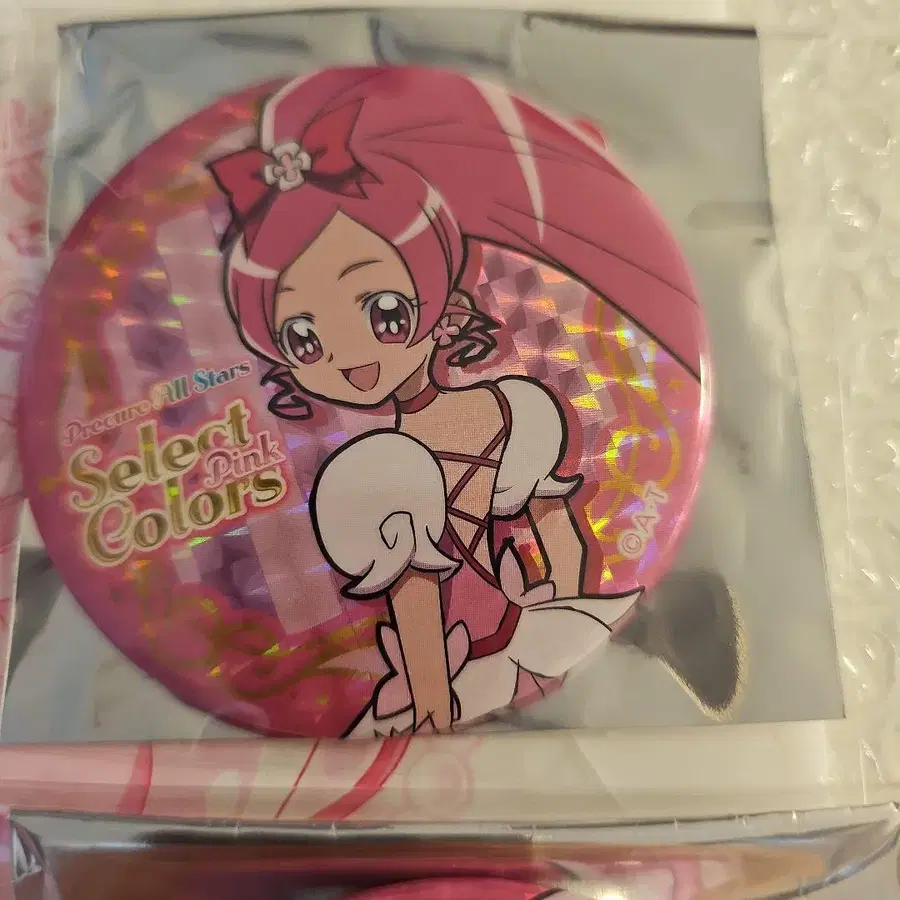 Precure All Stars
Select
Pink
Colors
©A・T